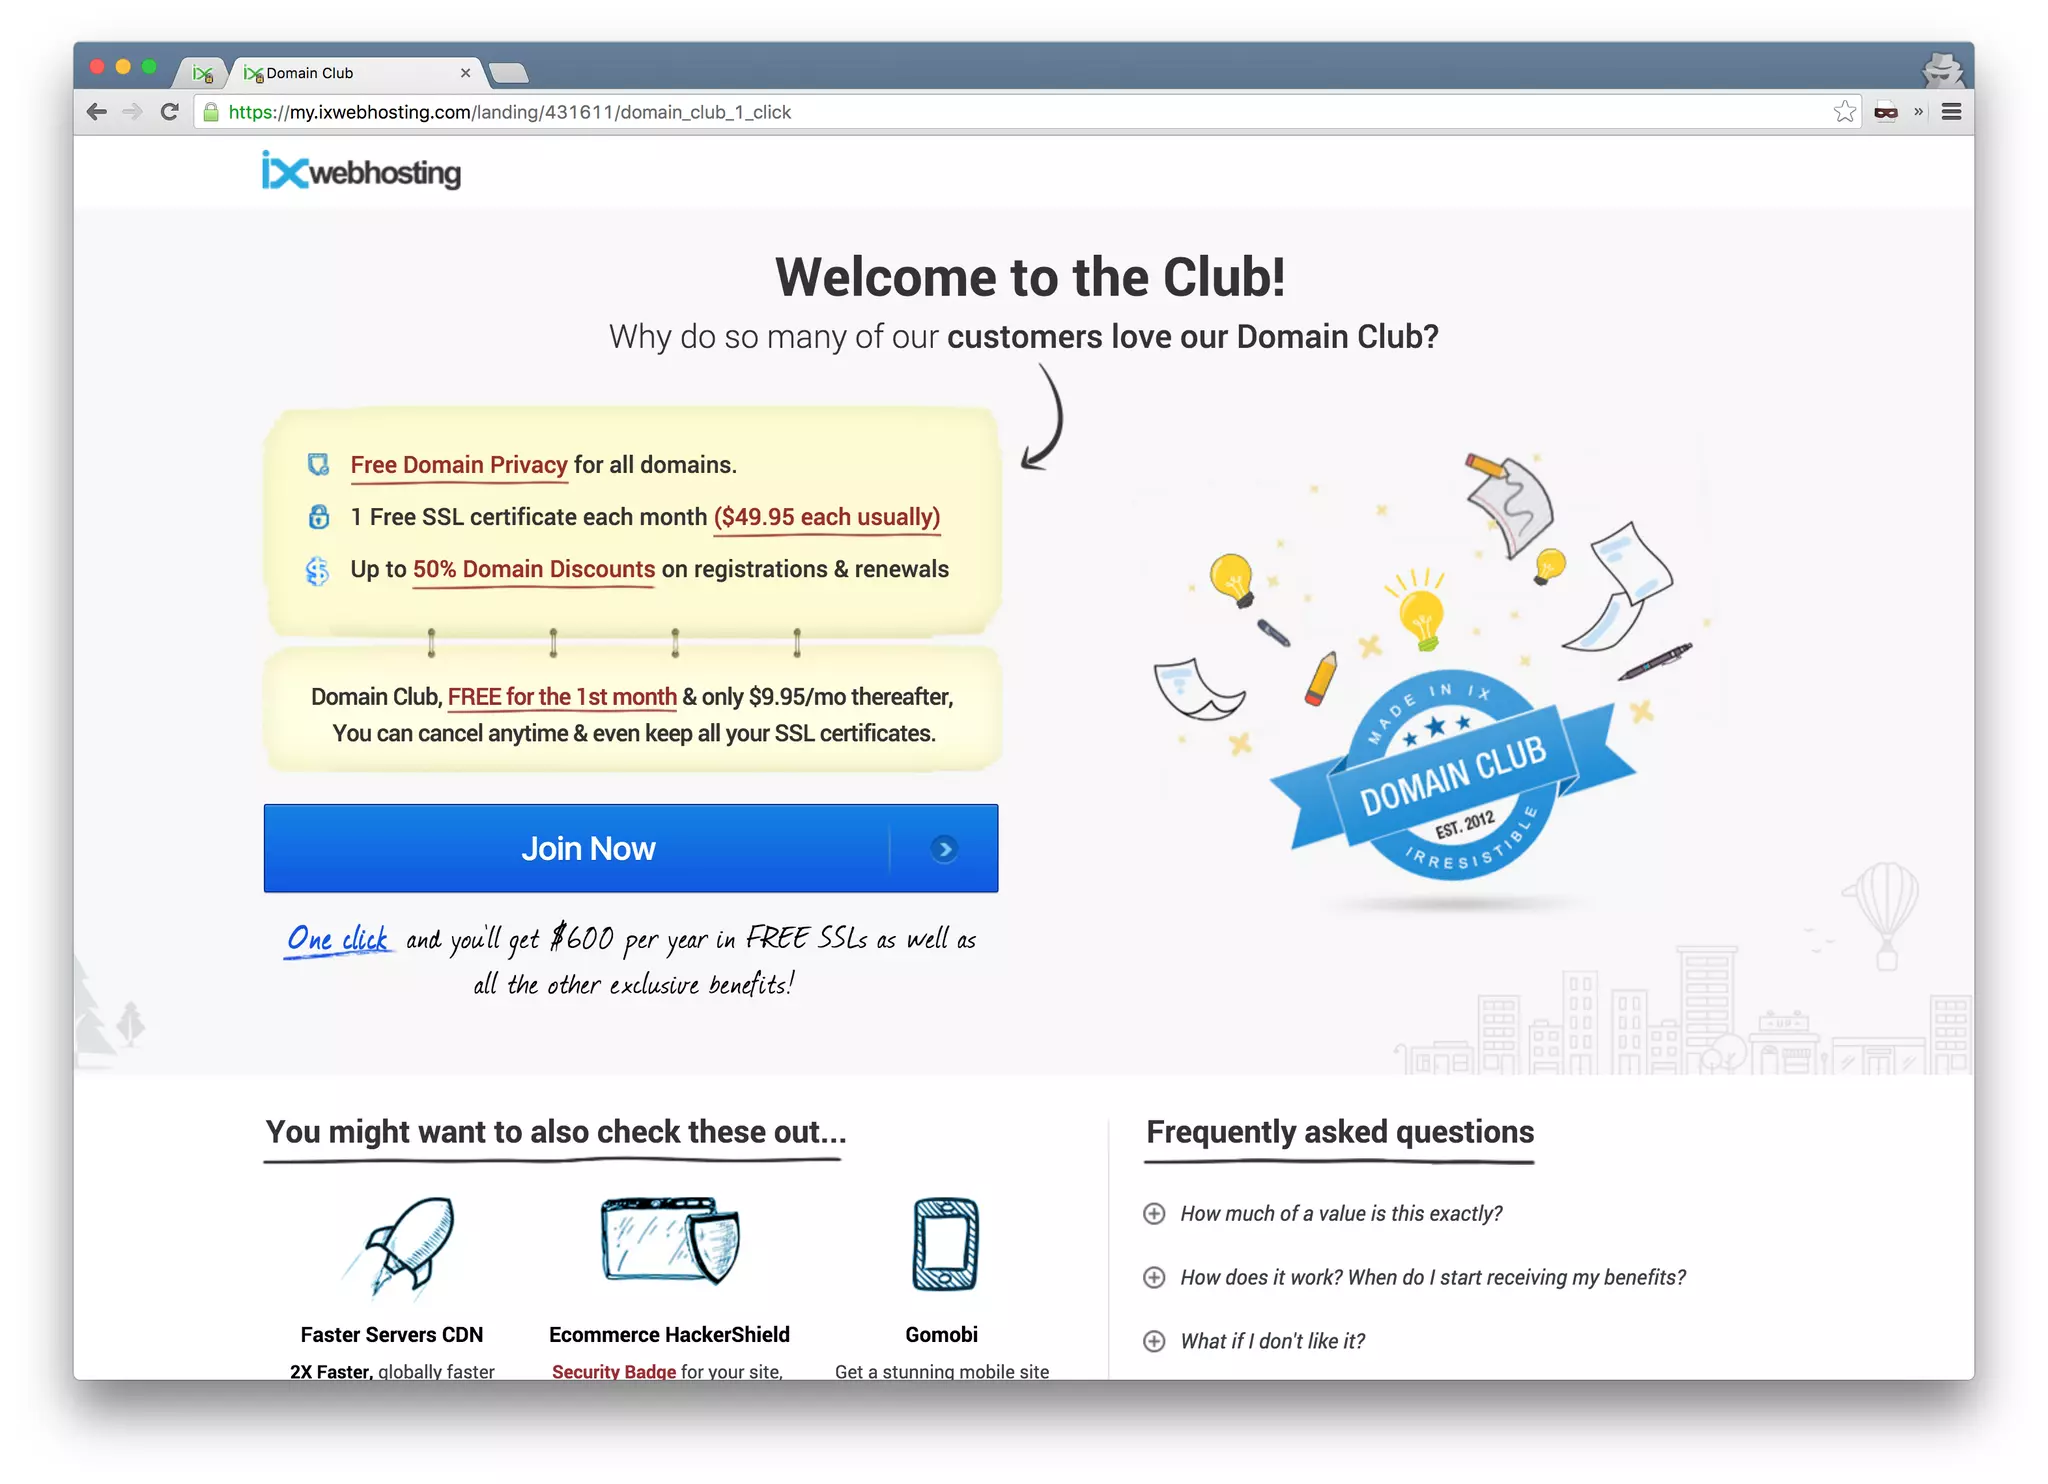 Domain Club
https://my.ixwebhosting.com/landing/431611/domain_club_1_click
ixwebhosting
Welcome to the Club!
Why do so many of our customers love our Domain Club?
Free Domain Privacy for all domains.
1 Free SSL certificate each month ($49.95 each usually)
Up to 50% Domain Discounts on registrations & renewals
Domain Club, FREE for the 1st month & only $9.95/mo thereafter,
You can cancel anytime & even keep all your SSL certificates.
Join Now
One click and you'll get $600 per year in FREE SSLs as well as
all the other exclusive benefits!
MADE IN IX
DOMAIN CLUB
EST. 2012
IRRESISTIBLE
UP
You might want to also check these out...
Faster Servers CDN
2X Faster, globally faster
Ecommerce HackerShield
Security Badge for your site,
Gomobi
Get a stunning mobile site
Frequently asked questions
How much of a value is this exactly?
How does it work? When do I start receiving my benefits?
What if I don't like it?